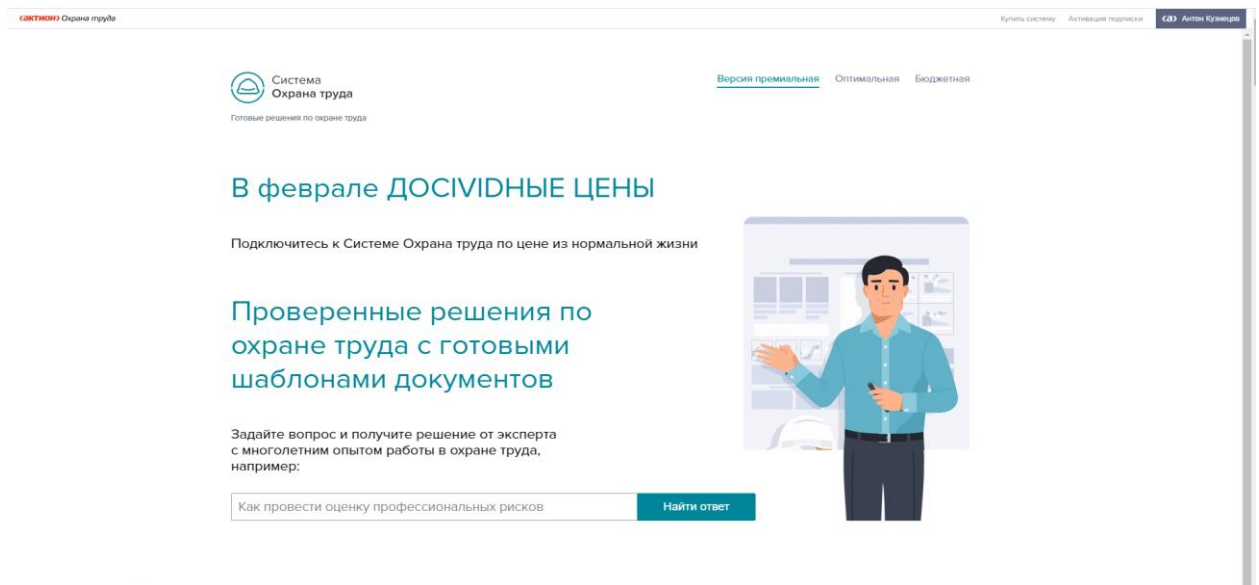 ‹актион› Охрана труда
Купить систему Активация подписки ‹а› Антон Кузнецов
Система
Охрана труда
Готовые решения по охране труда
Версия премиальная Оптимальная Бюджетная
В феврале ДОCIVIDНЫЕ ЦЕНЫ
Подключитесь к Системе Охрана труда по цене из нормальной жизни
Проверенные решения по
охране труда с готовыми
шаблонами документов
Задайте вопрос и получите решение от эксперта
с многолетним опытом работы в охране труда,
например:
Как провести оценку профессиональных рисков Найти ответ